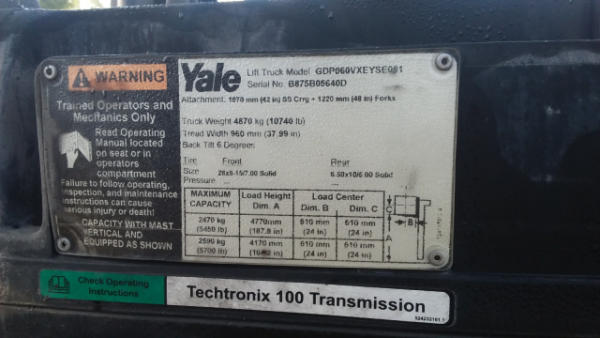 WARNING
Trained Operators and
Mechanics Only
Read Operating
Manual located
on seat or in
operators
compartment
Failure to follow operating,
inspection, and maintenance
instructions can cause
serious injury or death!
CAPACITY WITH MAST
VERTICAL AND
EQUIPPED AS SHOWN
Yale
Lift Truck Model GDP060VXEYSE081
Serial No. B875B05640D
Attachment. 1070 mm (42 in) SS Crrg + 1220 mm (48 in) Forks
Truck Weight 4870 kg (10740 lb)
Tread Width 960 mm (37.99 in)
Back Tilt 6 Degrees
Tire Front Rear
Size 28x9-15/7.00 Solid 6.50x10/5.00 Solid
Pressure --- ---
MAXIMUM CAPACITY Load Height Dim. A Load Center Dim. B Dim. C
2470 kg 4770mm 610 mm 610 mm
(5450 lb) (187.8 in) (24 in) (24 in)
2590 kg 4170 mm 610 mm 610 mm
(5700 lb) (24 in) (24 in)
C
B
A
Check Operating
Instructions
Techtronix 100 Transmission